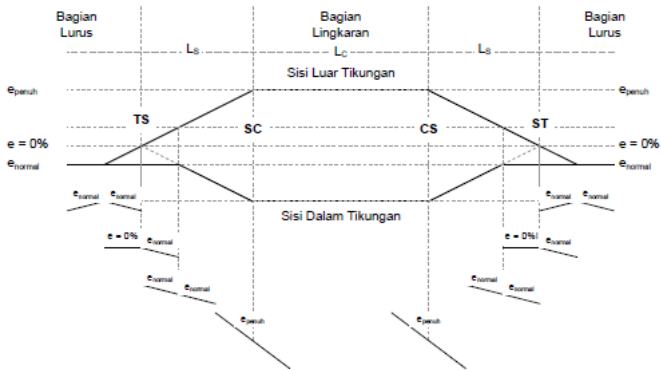 Bagian
Lurus
Bagian
Lingkaran
Bagian
Lurus
Ls
Lc
Ls
Sisi Luar Tikungan
epenuh
epenuh
TS
SC
CS
ST
e = 0%
e = 0%
enormal
enormal
enormal
enormal
Sisi Dalam Tikungan
enormal
enormal
e = 0%
enormal
e = 0%
enormal
enormal
enormal
enormal
enormal
epenuh
epenuh